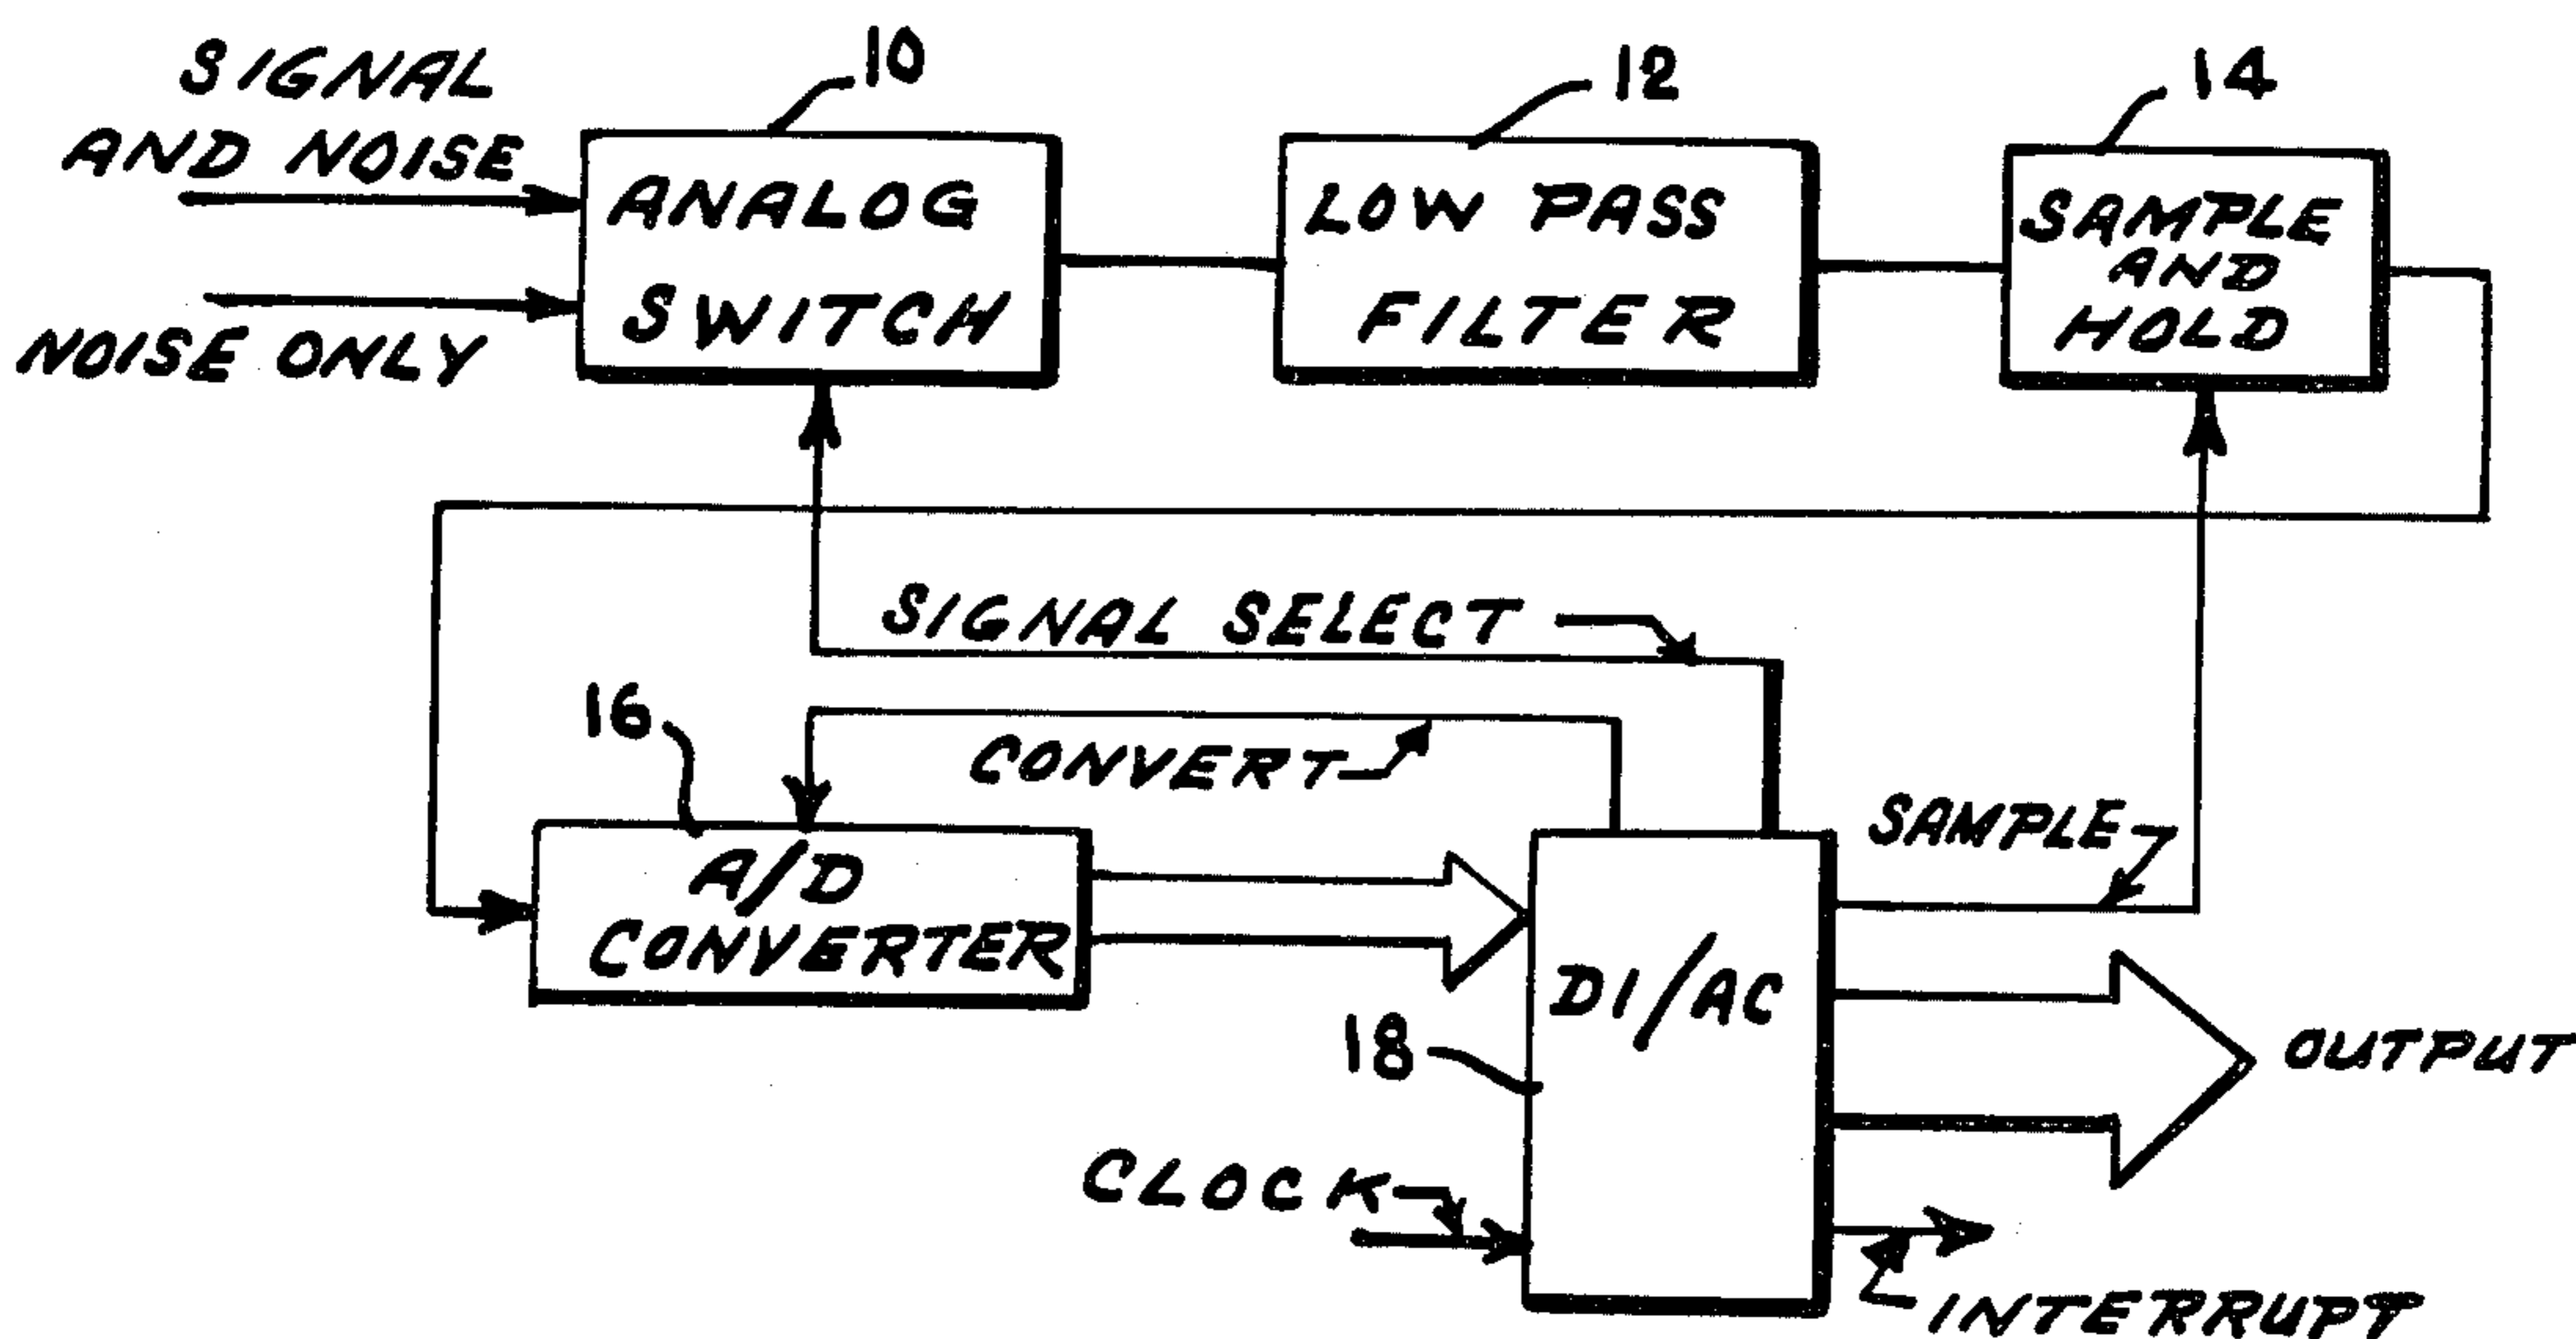 SIGNAL
AND NOISE
NOISE ONLY
10
ANALOG
SWITCH
12
LOW PASS
FILTER
14
SAMPLE
AND
HOLD
SIGNAL SELECT
CONVERT
16
A/D
CONVERTER
SAMPLE
DI/AC
18
CLOCK
OUTPUT
INTERRUPT